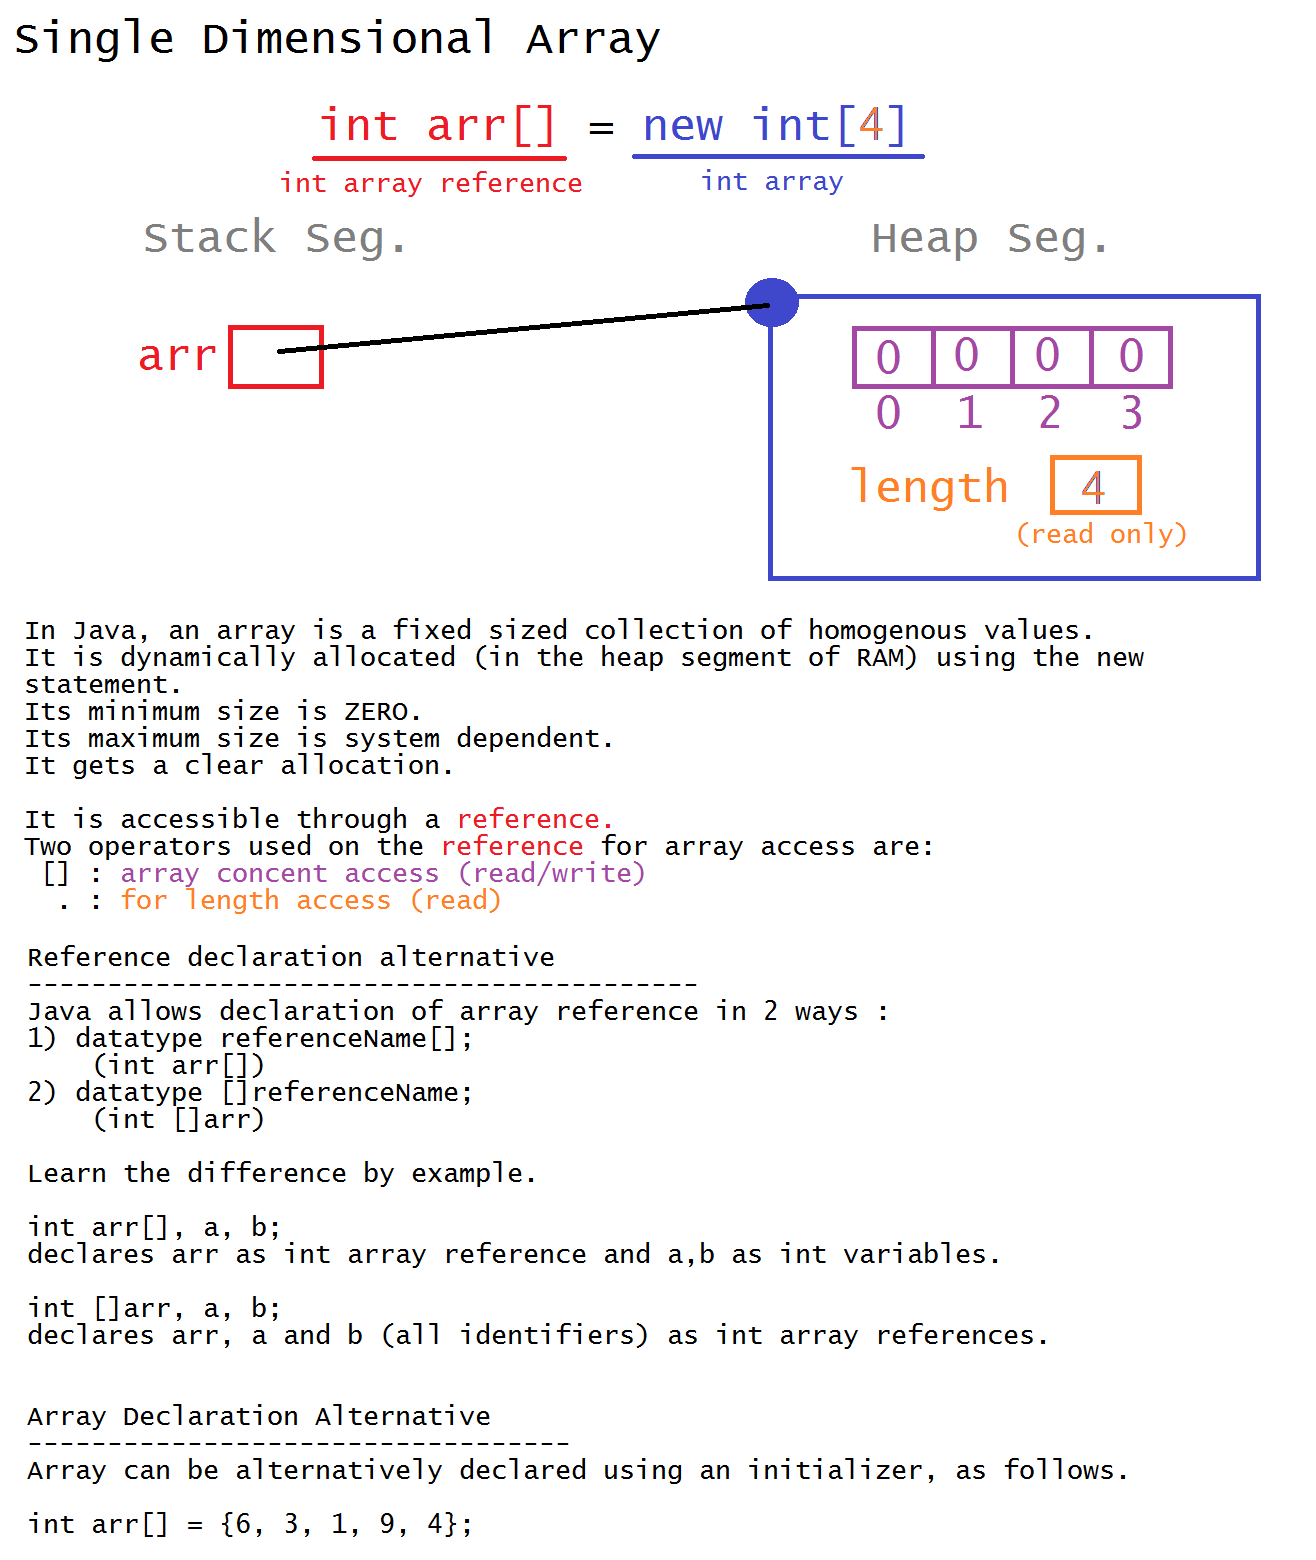 Single Dimensional Array
int arr[] = new int[4]
int array reference int array
Stack Seg. Heap Seg.
arr
0 0 0 0
0 1 2 3
length 4
(read only)
In Java, an array is a fixed sized collection of homogenous values.
It is dynamically allocated (in the heap segment of RAM) using the new
statement.
Its minimum size is ZERO.
Its maximum size is system dependent.
It gets a clear allocation.
It is accessible through a reference.
Two operators used on the reference for array access are:
[] : array concent access (read/write)
. : for length access (read)
Reference declaration alternative
------------------------------------------
Java allows declaration of array reference in 2 ways :
1) datatype referenceName[];
(int arr[])
2) datatype []referenceName;
(int []arr)
Learn the difference by example.
int arr[], a, b;
declares arr as int array reference and a,b as int variables.
int []arr, a, b;
declares arr, a and b (all identifiers) as int array references.
Array Declaration Alternative
----------------------------------
Array can be alternatively declared using an initializer, as follows.
int arr[] = {6, 3, 1, 9, 4};